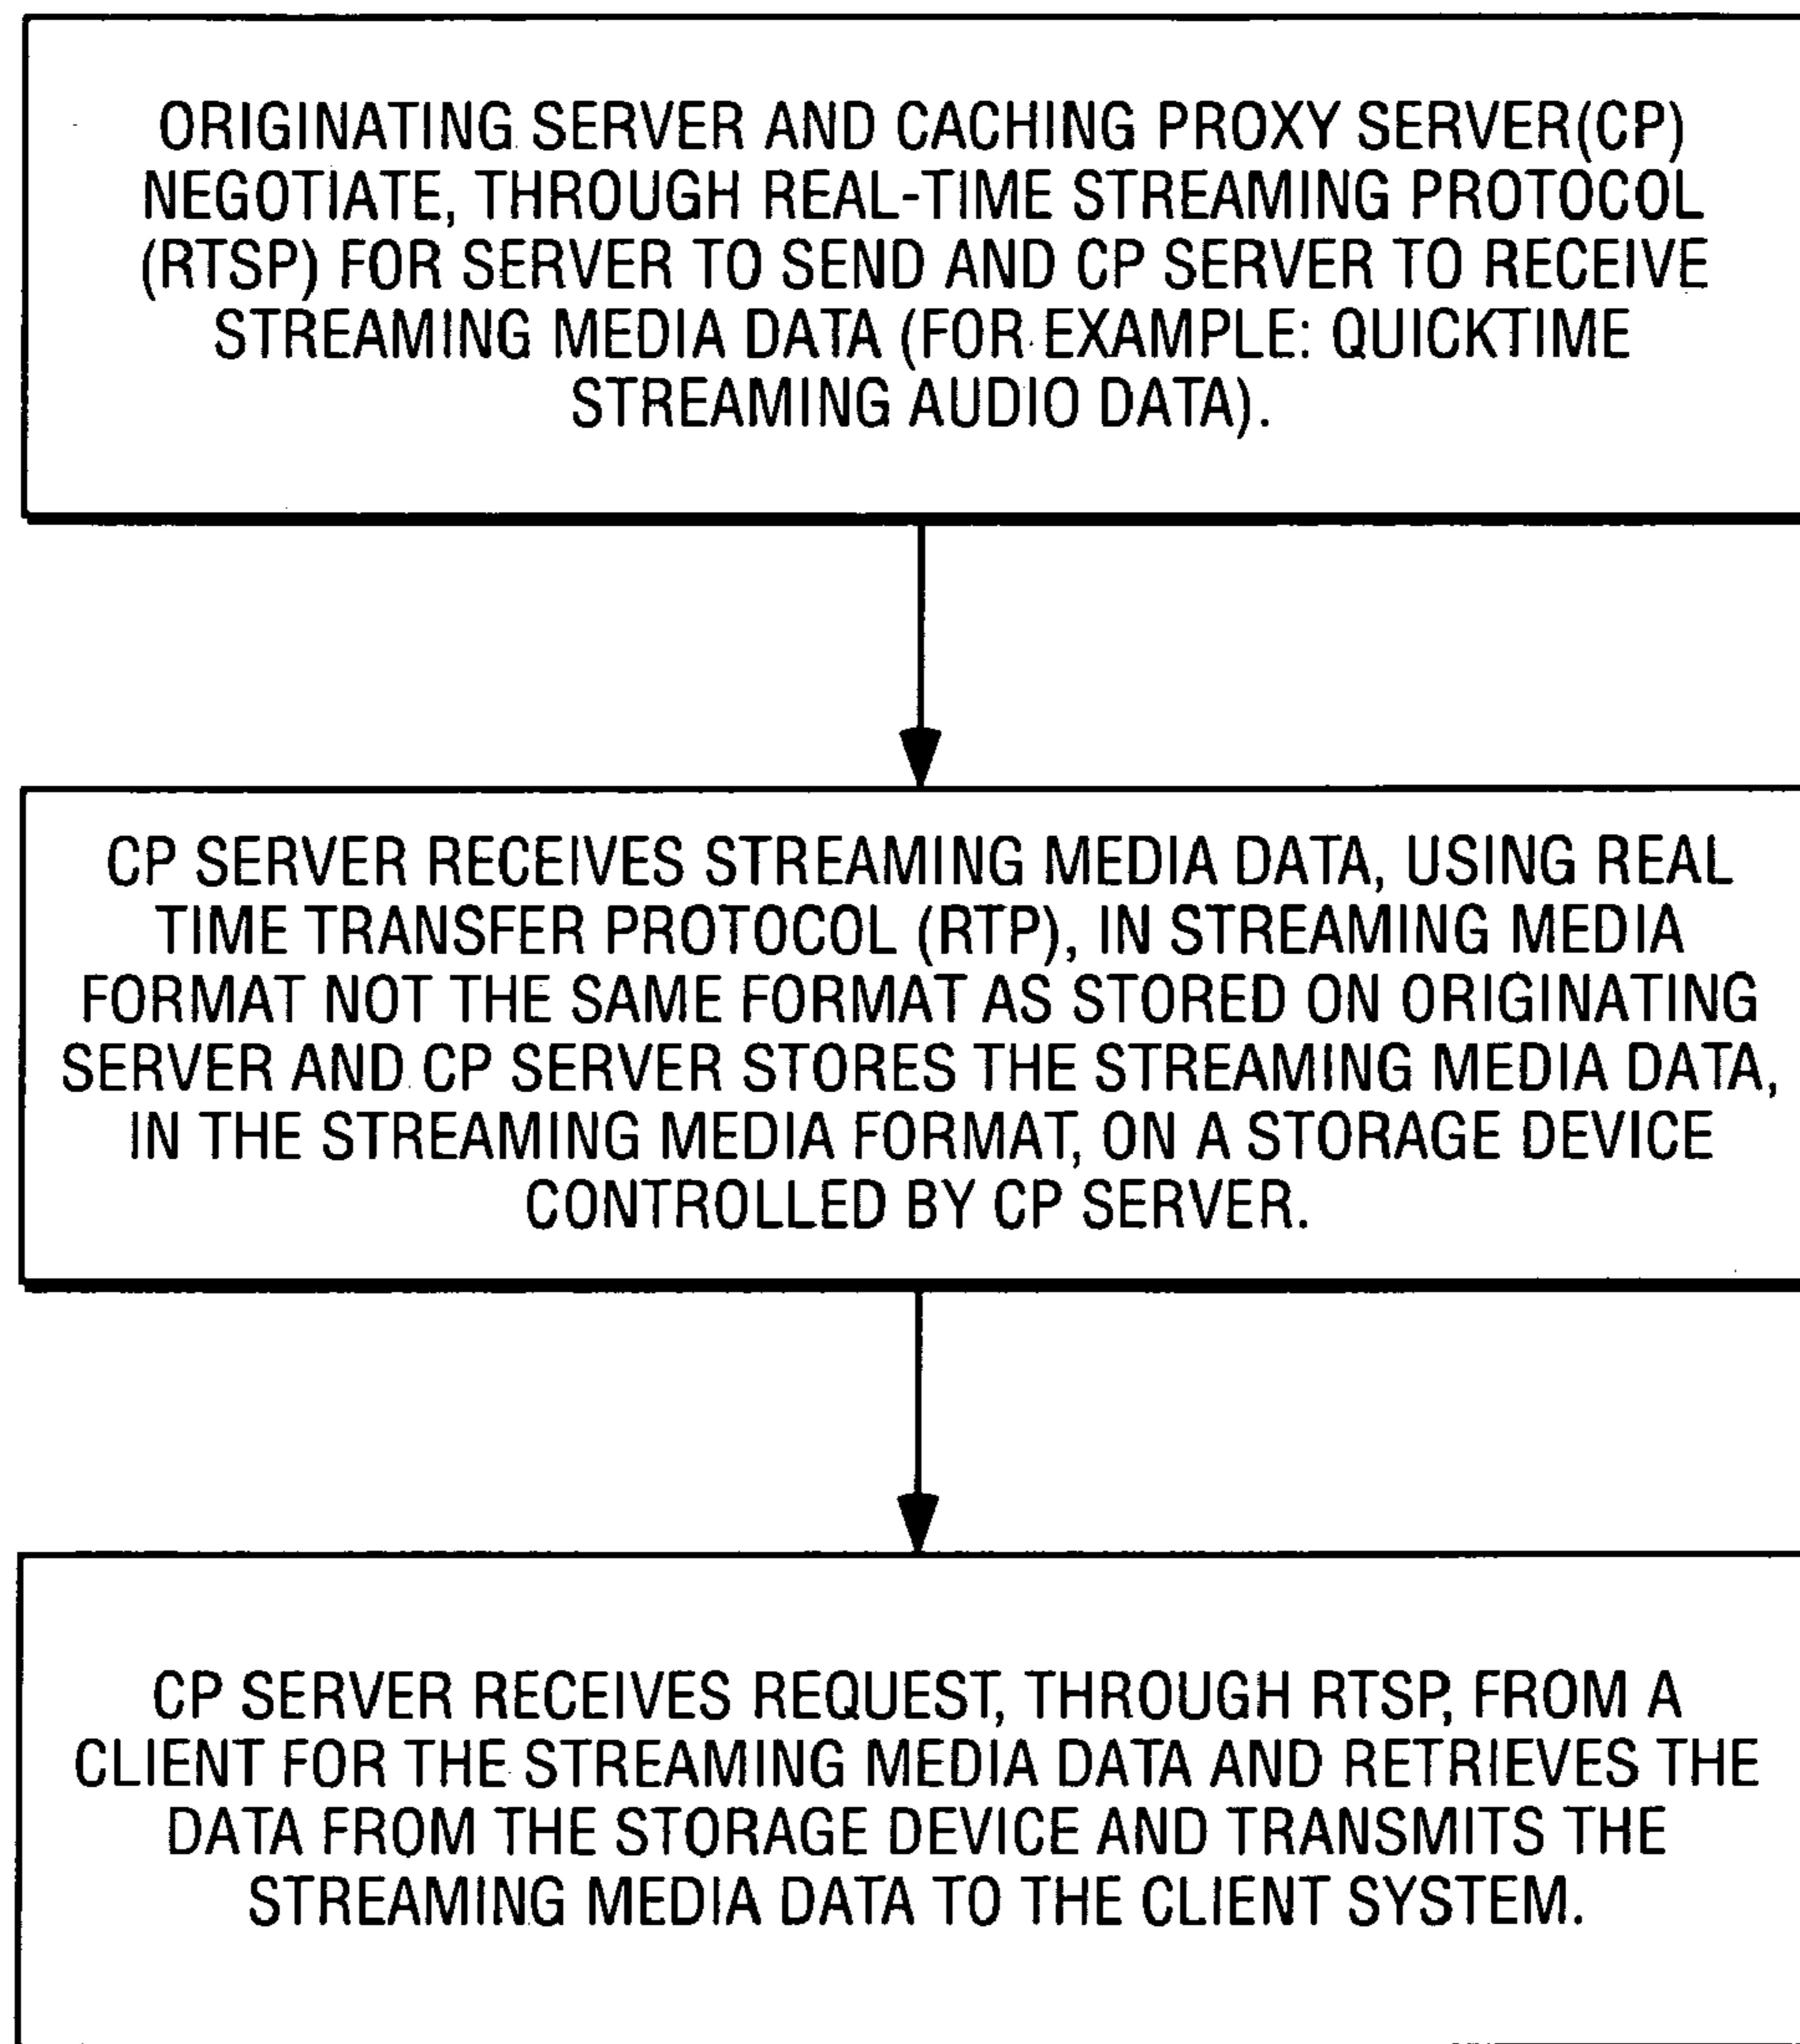 ORIGINATING SERVER AND CACHING PROXY SERVER(CP)
NEGOTIATE, THROUGH REAL-TIME STREAMING PROTOCOL
(RTSP) FOR SERVER TO SEND AND CP SERVER TO RECEIVE
STREAMING MEDIA DATA (FOR EXAMPLE: QUICKTIME
STREAMING AUDIO DATA).
CP SERVER RECEIVES STREAMING MEDIA DATA, USING REAL
TIME TRANSFER PROTOCOL (RTP), IN STREAMING MEDIA
FORMAT NOT THE SAME FORMAT AS STORED ON ORIGINATING
SERVER AND CP SERVER STORES THE STREAMING MEDIA DATA,
IN THE STREAMING MEDIA FORMAT, ON A STORAGE DEVICE
CONTROLLED BY CP SERVER.
CP SERVER RECEIVES REQUEST, THROUGH RTSP, FROM A
CLIENT FOR THE STREAMING MEDIA DATA AND RETRIEVES THE
DATA FROM THE STORAGE DEVICE AND TRANSMITS THE
STREAMING MEDIA DATA TO THE CLIENT SYSTEM.